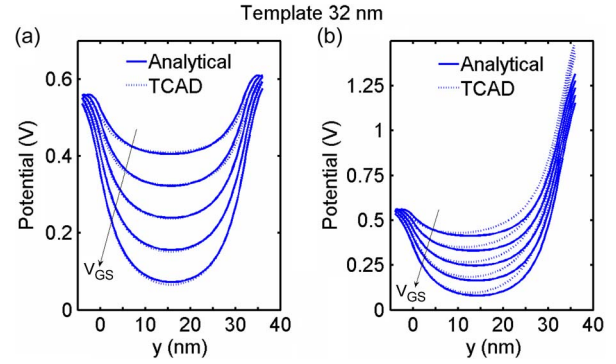 Template 32 nm
(a)
Analytical
TCAD
Potential (V)
0.6
0.4
0.2
0
V_GS
0 10 20 30 40
y (nm)
(b)
Analytical
TCAD
Potential (V)
1.25
1
0.75
0.5
0.25
0
V_GS
0 10 20 30 40
y (nm)